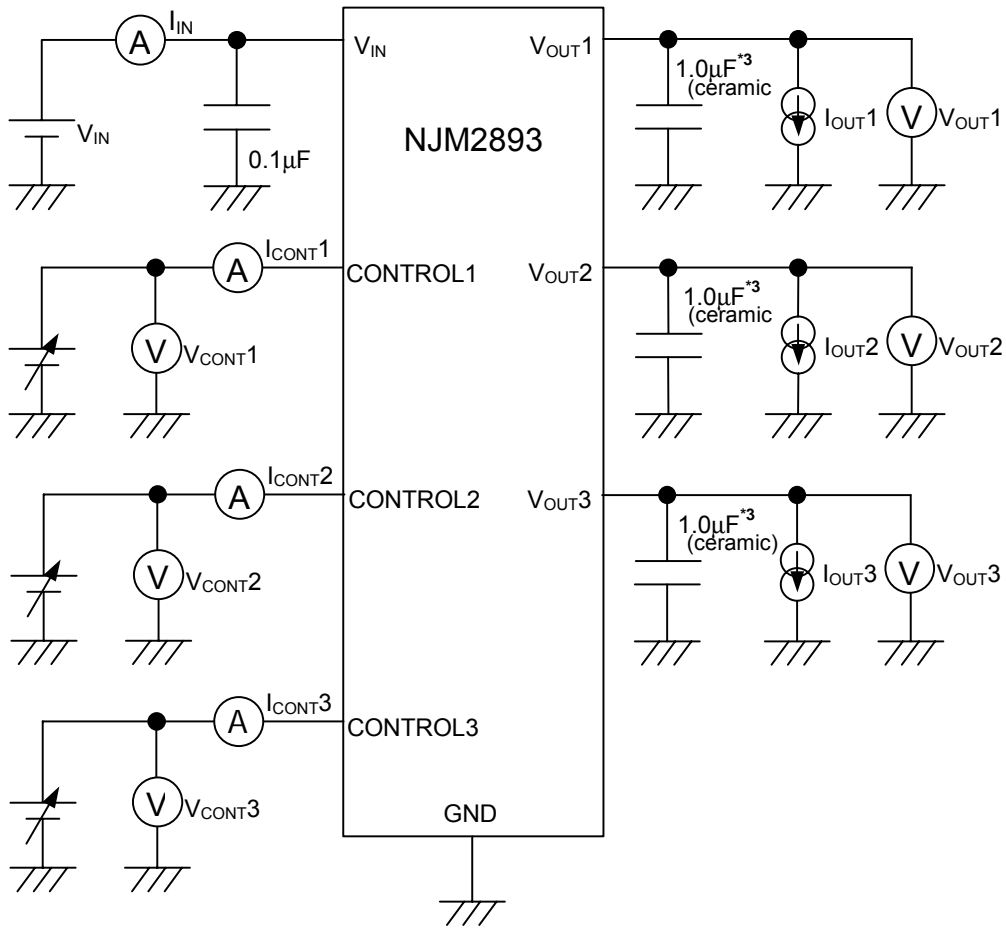 A I_IN
V_IN
0.1µF
V_IN
NJM2893
V_OUT1
1.0µF*3
(ceramic
I_OUT1
V V_OUT1
A I_CONT1
CONTROL1
V V_CONT1
V_OUT2
1.0µF*3
(ceramic
I_OUT2
V V_OUT2
A I_CONT2
CONTROL2
V V_CONT2
V_OUT3
1.0µF*3
(ceramic)
I_OUT3
V V_OUT3
A I_CONT3
CONTROL3
V V_CONT3
GND